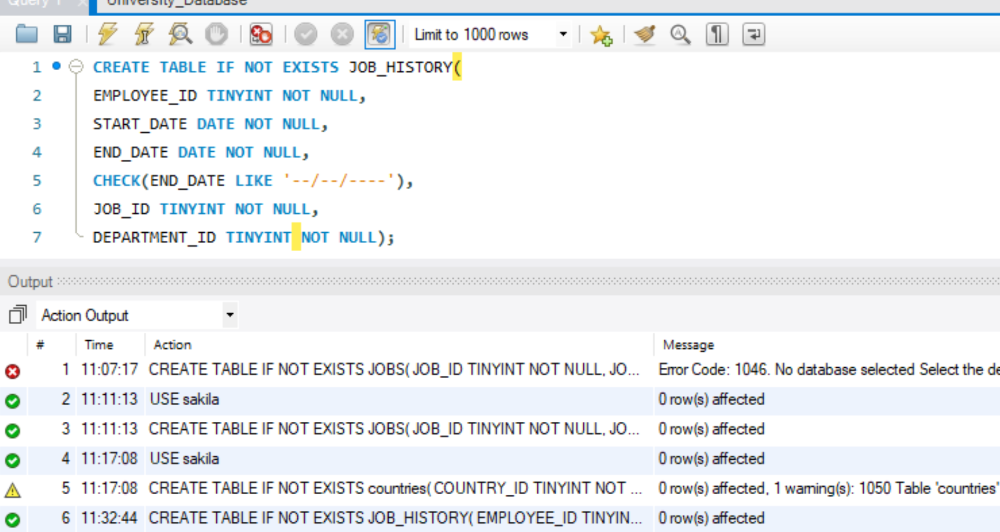 Query 1 University_Database
Limit to 1000 rows
1 CREATE TABLE IF NOT EXISTS JOB_HISTORY(
2 EMPLOYEE_ID TINYINT NOT NULL,
3 START_DATE DATE NOT NULL,
4 END_DATE DATE NOT NULL,
5 CHECK(END_DATE LIKE '--/--/----'),
6 JOB_ID TINYINT NOT NULL,
7 DEPARTMENT_ID TINYINT NOT NULL);
Output
Action Output
# Time Action Message
1 11:07:17 CREATE TABLE IF NOT EXISTS JOBS( JOB_ID TINYINT NOT NULL, JO... Error Code: 1046. No database selected Select the de
2 11:11:13 USE sakila 0 row(s) affected
3 11:11:13 CREATE TABLE IF NOT EXISTS JOBS( JOB_ID TINYINT NOT NULL, JO... 0 row(s) affected
4 11:17:08 USE sakila 0 row(s) affected
5 11:17:08 CREATE TABLE IF NOT EXISTS countries( COUNTRY_ID TINYINT NOT ... 0 row(s) affected, 1 warning(s): 1050 Table 'countries'
6 11:32:44 CREATE TABLE IF NOT EXISTS JOB_HISTORY( EMPLOYEE_ID TINYIN... 0 row(s) affected